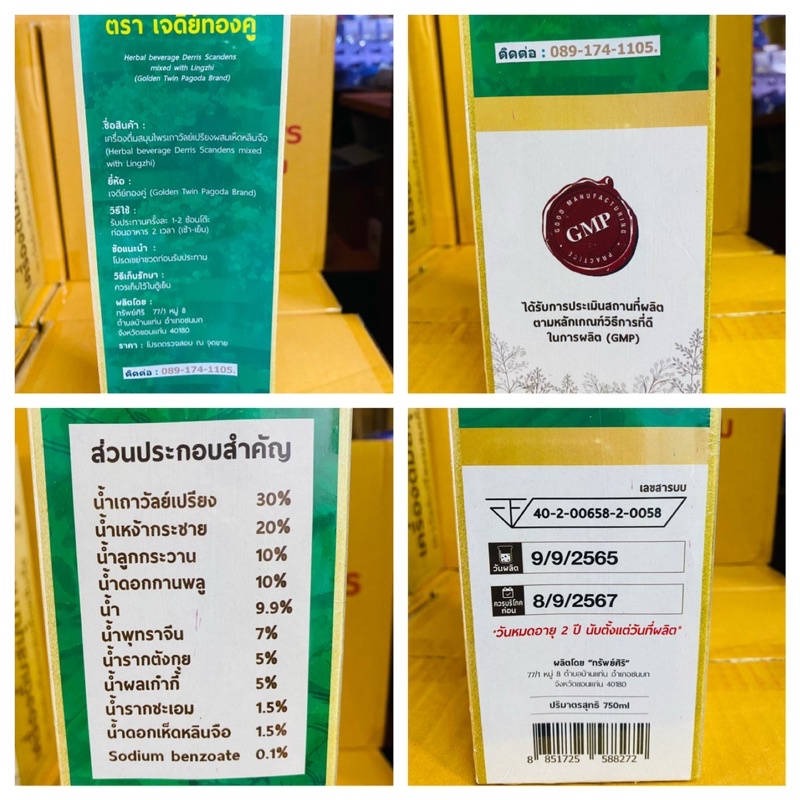 ตรา เจดีย์ทองคู่
Herbal beverage Derris Scandens
mixed with Lingzhi
(Golden Twin Pagoda Brand)
ชื่อสินค้า :
เครื่องดื่มสมุนไพรเถาวัลย์เปรียงผสมเห็ดหลินจือ
(Herbal beverage Derris Scandens mixed
with Lingzhi)
ยี่ห้อ :
เจดีย์ทองคู่ (Golden Twin Pagoda Brand)
วิธีใช้ :
รับประทานครั้งละ 1-2 ช้อนโต๊ะ
ก่อนอาหาร 2 เวลา (เช้า-เย็น)
ข้อแนะนำ :
โปรดเขย่าขวดก่อนรับประทาน
วิธีเก็บรักษา :
ควรเก็บไว้ในตู้เย็น
ผลิตโดย :
ทรัพย์ศิริ 77/1 หมู่ 8
ตำบลบ้านแท่น อำเภอชนบท
จังหวัดขอนแก่น 40180
ราคา : โปรดตรวจสอบ ณ จุดขาย
ติดต่อ : 089-174-1105.
ติดต่อ : 089-174-1105.
GOOD MANUFACTURING
GMP
PRACTICE
ได้รับการประเมินสถานที่ผลิต
ตามหลักเกณฑ์วิธีการที่ดี
ในการผลิต (GMP)
ส่วนประกอบสำคัญ
น้ำเถาวัลย์เปรียง 30%
น้ำเหง้ากระชาย 20%
น้ำลูกกระวาน 10%
น้ำดอกกานพลู 10%
น้ำ 9.9%
น้ำพุทราจีน 7%
น้ำรากตังกุย 5%
น้ำผลเก๋ากี้ 5%
น้ำรากชะเอม 1.5%
น้ำดอกเห็ดหลินจือ 1.5%
Sodium benzoate 0.1%
เลขสารบบ
40-2-00658-2-0058
วันผลิต 9/9/2565
ควรบริโภค
ก่อน 8/9/2567
*วันหมดอายุ 2 ปี นับตั้งแต่วันที่ผลิต*
ผลิตโดย "ทรัพย์ศิริ"
77/1 หมู่ 8 ตำบลบ้านแท่น อำเภอชนบท
จังหวัดขอนแก่น 40180
ปริมาตรสุทธิ 750ml
8 851725 588272